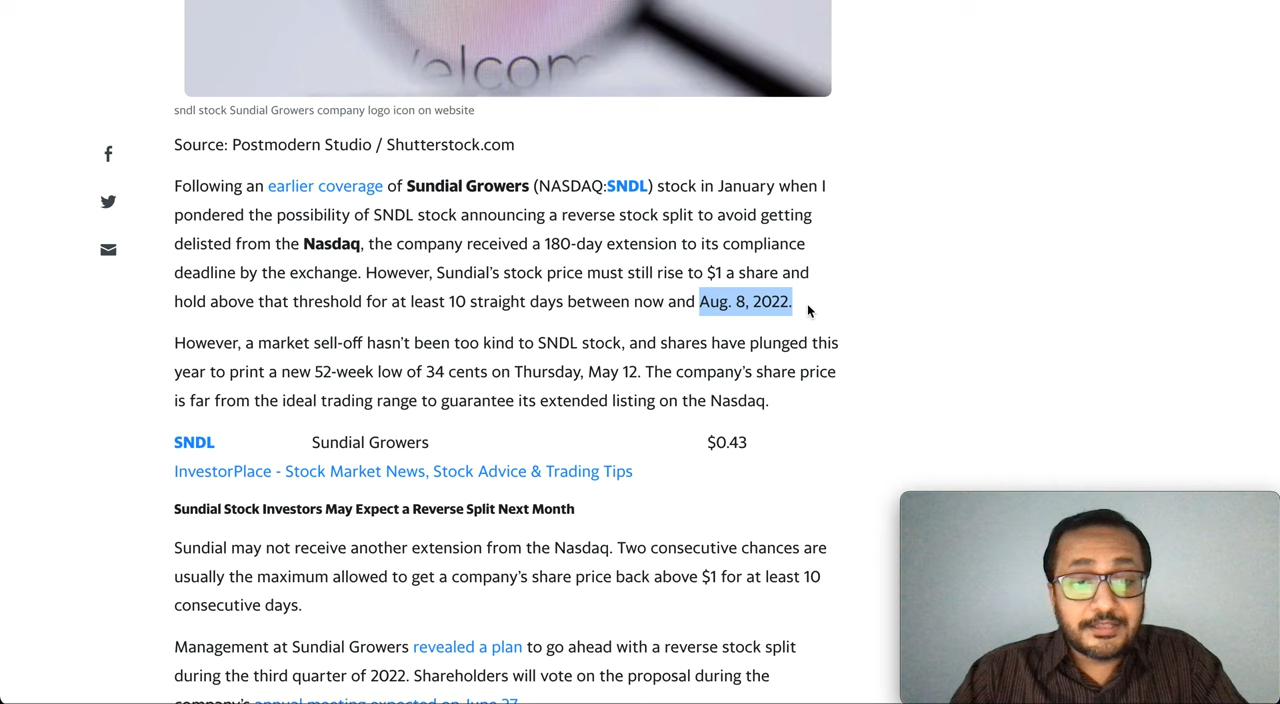 Welcom
sndl stock Sundial Growers company logo icon on website
Source: Postmodern Studio / Shutterstock.com
Following an earlier coverage of Sundial Growers (NASDAQ:SNDL) stock in January when I
pondered the possibility of SNDL stock announcing a reverse stock split to avoid getting
delisted from the Nasdaq, the company received a 180-day extension to its compliance
deadline by the exchange. However, Sundial’s stock price must still rise to $1 a share and
hold above that threshold for at least 10 straight days between now and Aug. 8, 2022.
However, a market sell-off hasn’t been too kind to SNDL stock, and shares have plunged this
year to print a new 52-week low of 34 cents on Thursday, May 12. The company’s share price
is far from the ideal trading range to guarantee its extended listing on the Nasdaq.
SNDL Sundial Growers $0.43
InvestorPlace - Stock Market News, Stock Advice & Trading Tips
Sundial Stock Investors May Expect a Reverse Split Next Month
Sundial may not receive another extension from the Nasdaq. Two consecutive chances are
usually the maximum allowed to get a company’s share price back above $1 for at least 10
consecutive days.
Management at Sundial Growers revealed a plan to go ahead with a reverse stock split
during the third quarter of 2022. Shareholders will vote on the proposal during the
company’s annual meeting expected on June 27